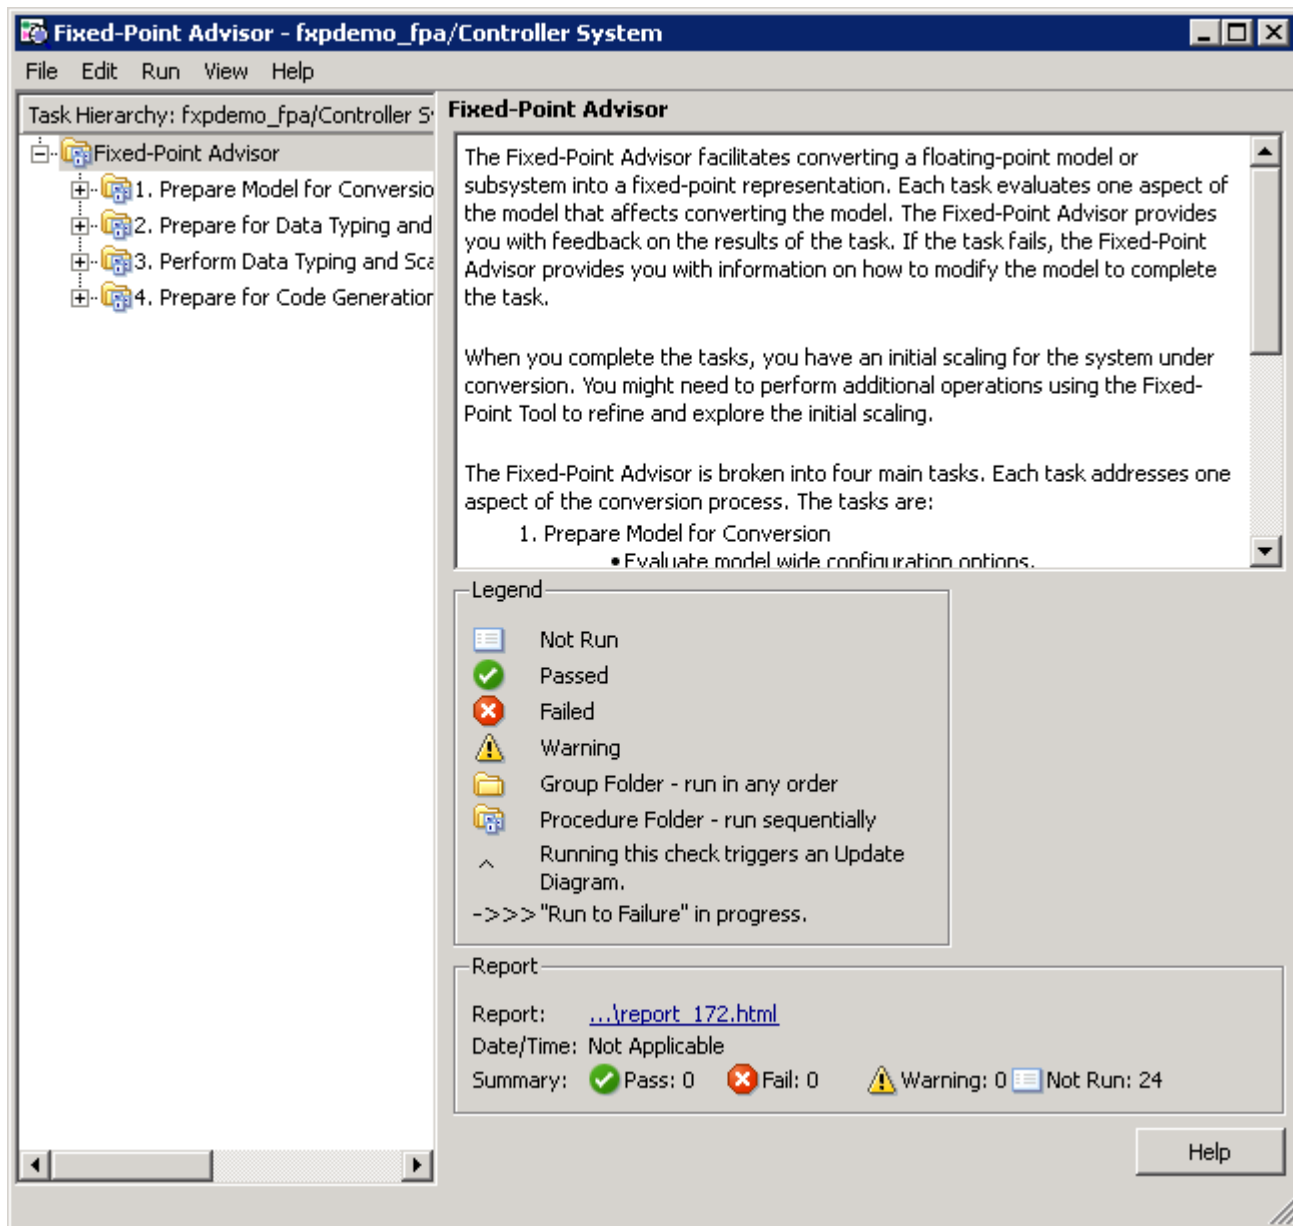 Fixed-Point Advisor - fxpdemo_fpa/Controller System
File Edit Run View Help
Task Hierarchy: fxpdemo_fpa/Controller S
Fixed-Point Advisor
1. Prepare Model for Conversio
2. Prepare for Data Typing and
3. Perform Data Typing and Sca
4. Prepare for Code Generation
Fixed-Point Advisor
The Fixed-Point Advisor facilitates converting a floating-point model or
subsystem into a fixed-point representation. Each task evaluates one aspect of
the model that affects converting the model. The Fixed-Point Advisor provides
you with feedback on the results of the task. If the task fails, the Fixed-Point
Advisor provides you with information on how to modify the model to complete
the task.
When you complete the tasks, you have an initial scaling for the system under
conversion. You might need to perform additional operations using the Fixed-
Point Tool to refine and explore the initial scaling.
The Fixed-Point Advisor is broken into four main tasks. Each task addresses one
aspect of the conversion process. The tasks are:
1. Prepare Model for Conversion
• Evaluate model wide configuration options.
Legend
Not Run
Passed
Failed
Warning
Group Folder - run in any order
Procedure Folder - run sequentially
^ Running this check triggers an Update
Diagram.
->>> "Run to Failure" in progress.
Report
Report: ...\report_172.html
Date/Time: Not Applicable
Summary: Pass: 0 Fail: 0 Warning: 0 Not Run: 24
Help